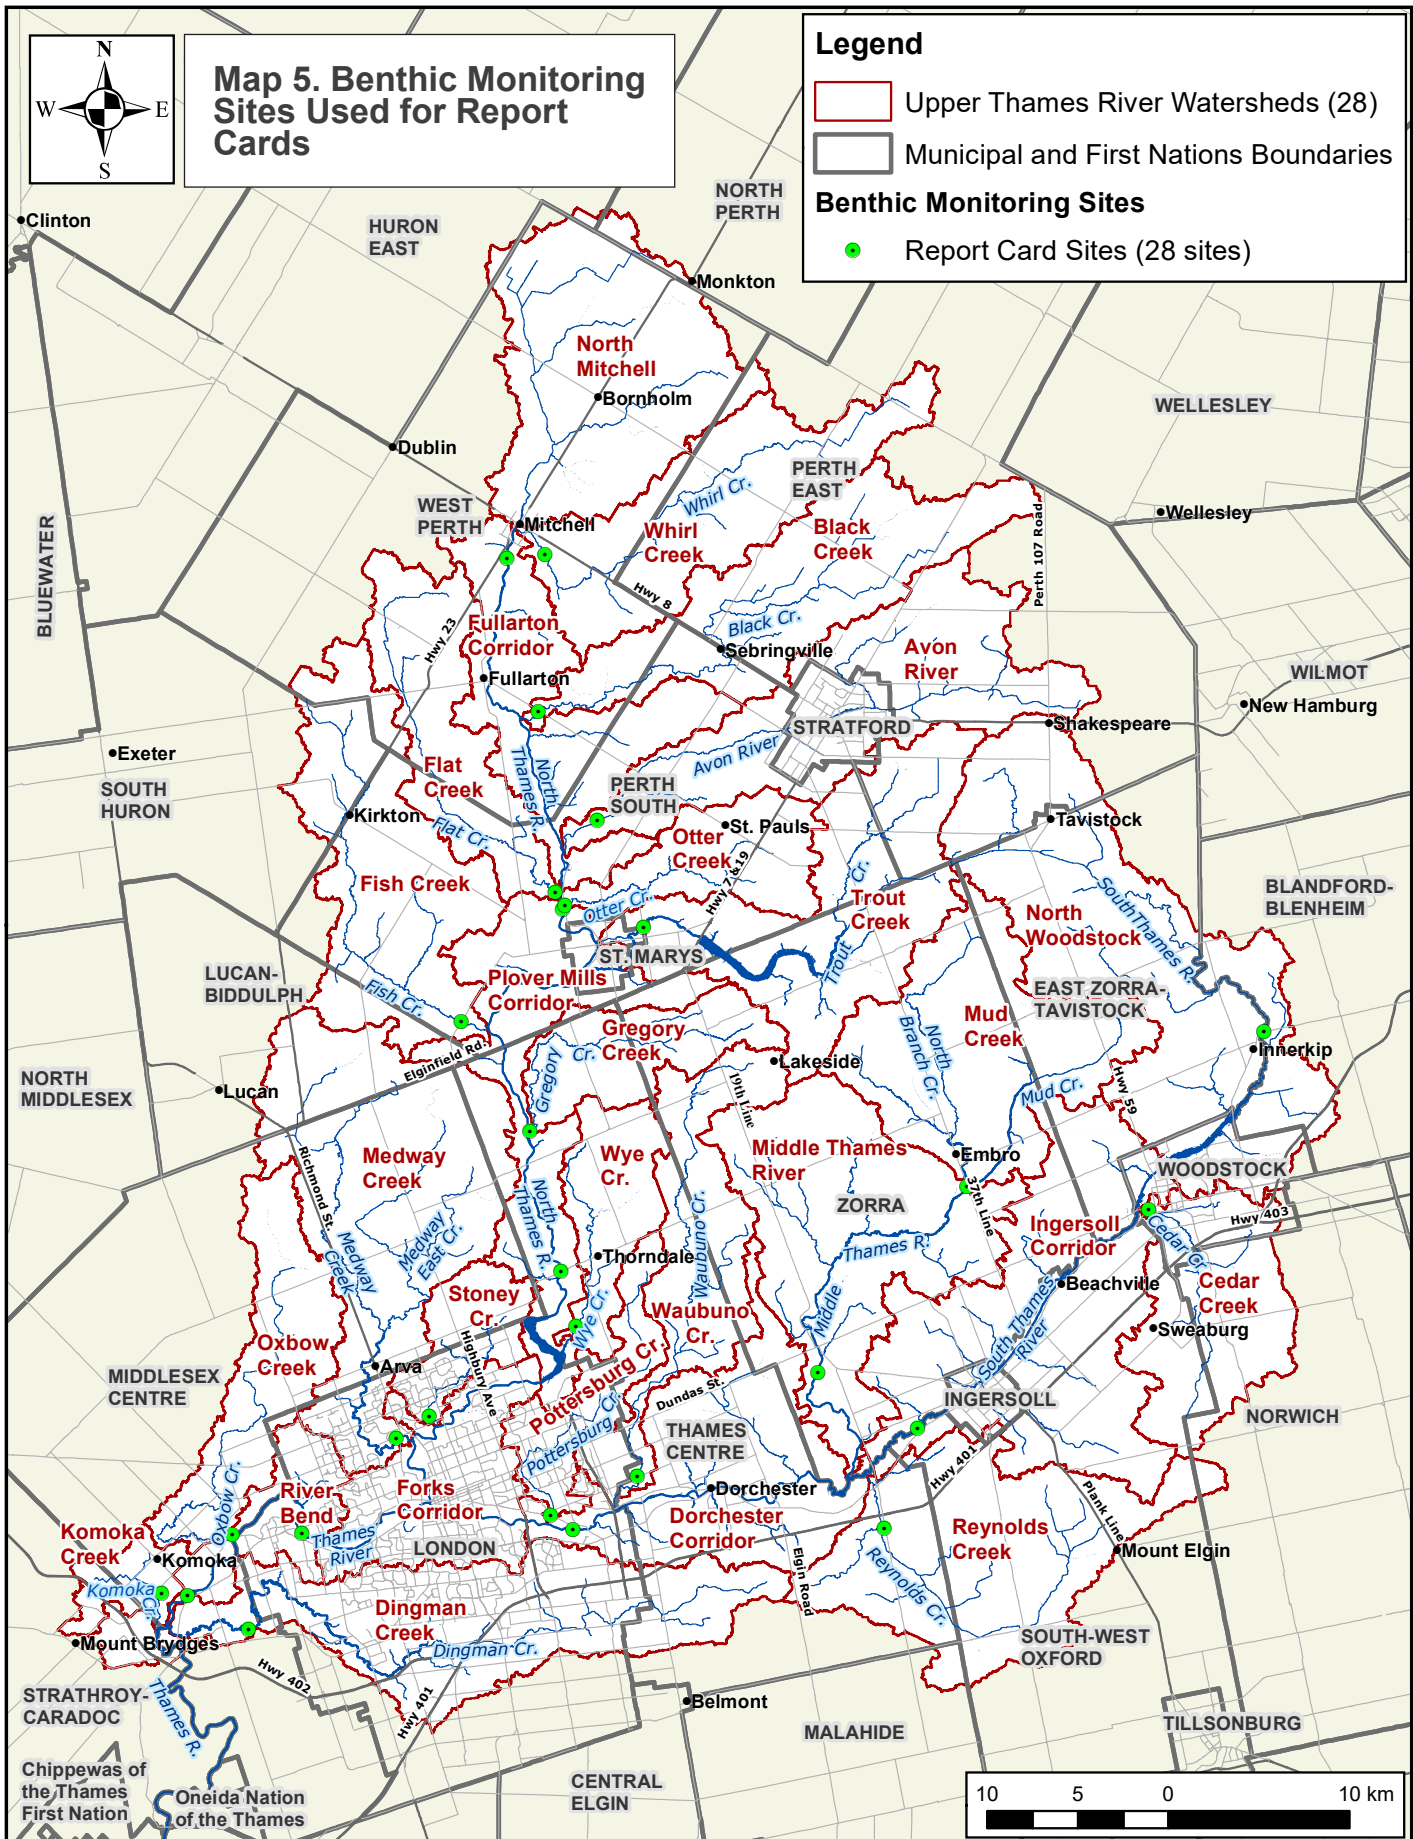 N
W
E
S
Map 5. Benthic Monitoring
Sites Used for Report
Cards
Legend
Upper Thames River Watersheds (28)
Municipal and First Nations Boundaries
Benthic Monitoring Sites
Report Card Sites (28 sites)
Clinton
HURON
EAST
NORTH
PERTH
Monkton
North
Mitchell
Bornholm
WELLESLEY
Dublin
PERTH
EAST
Whirl Cr.
WEST
PERTH
Mitchell
Whirl
Creek
Black
Creek
Wellesley
Perth 107 Road
BLUEWATER
Hwy 8
Hwy 23
Fullarton
Corridor
Black Cr.
Sebringville
Avon
River
Fullarton
WILMOT
New Hamburg
STRATFORD
Shakespeare
Exeter
SOUTH
HURON
Flat
Creek
North
Thames R.
Avon River
PERTH
SOUTH
Kirkton
Flat Cr.
St. Pauls
Otter
Creek
Hwy 7 &19
Tavistock
Fish Creek
Otter Cr.
Trout
Cr.
Trout
Creek
South Thames R.
North
Woodstock
BLANDFORD-
BLENHEIM
LUCAN-
BIDDULPH
ST. MARYS
Plover Mills
Corridor
Fish Cr.
EAST ZORRA-
TAVISTOCK
Mud
Creek
Gregory
Creek
Gregory
Cr.
North
Branch Cr.
Elginfield Rd.
Lakeside
Innerkip
NORTH
MIDDLESEX
Lucan
19th Line
Mud Cr.
Hwy 59
Medway
Creek
Richmond St.
Wye
Cr.
Middle Thames
River
Embro
WOODSTOCK
37th Line
ZORRA
North
Thames R.
Waubuno Cr.
Hwy 403
Ingersoll
Corridor
Cedar Cr.
Medway
Creek
Medway
East Cr.
Thorndale
Thames R.
Middle
Beachville
Cedar
Creek
Stoney
Cr.
Wye Cr.
Waubuno
Cr.
South Thames
River
Sweaburg
Oxbow
Creek
Highbury Ave
Arva
Pottersburg Cr.
MIDDLESEX
CENTRE
Dundas St.
INGERSOLL
NORWICH
Pottersburg
Cr.
THAMES
CENTRE
Hwy 401
Oxbow Cr.
River
Bend
Forks
Corridor
Dorchester
Plank Line
Dorchester
Corridor
Reynolds
Creek
Komoka
Creek
Komoka
Thames
River
LONDON
Mount Elgin
Elgin Road
Reynolds Cr.
Komoka
Cr.
Dingman
Creek
Dingman Cr.
Mount Brydges
SOUTH-WEST
OXFORD
Hwy 402
STRATHROY-
CARADOC
Thames R.
Hwy 401
Belmont
MALAHIDE
TILLSONBURG
Chippewas of
the Thames
First Nation
Oneida Nation
of the Thames
CENTRAL
ELGIN
10 5 0 10 km